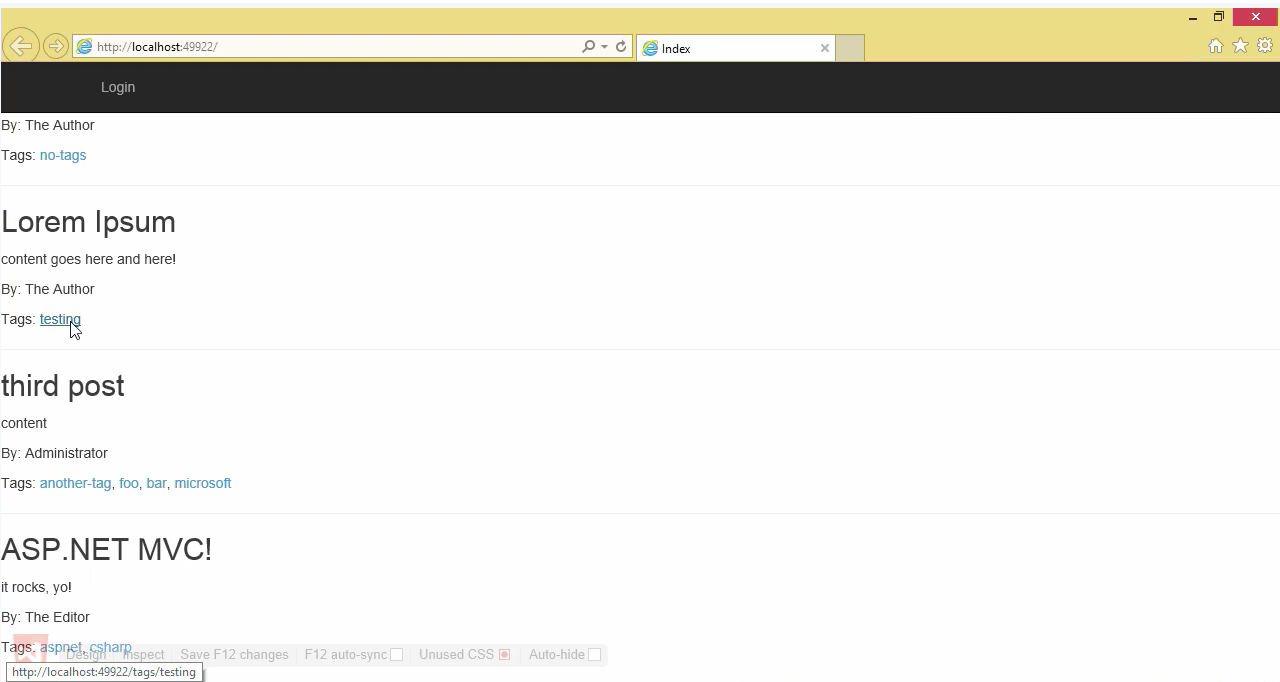 http://localhost:49922/
Index
Login
By: The Author
Tags: no-tags
Lorem Ipsum
content goes here and here!
By: The Author
Tags: testing
third post
content
By: Administrator
Tags: another-tag, foo, bar, microsoft
ASP.NET MVC!
it rocks, yo!
By: The Editor
Tags: aspnet, csharp
Design Inspect Save F12 changes F12 auto-sync Unused CSS Auto-hide
http://localhost:49922/tags/testing